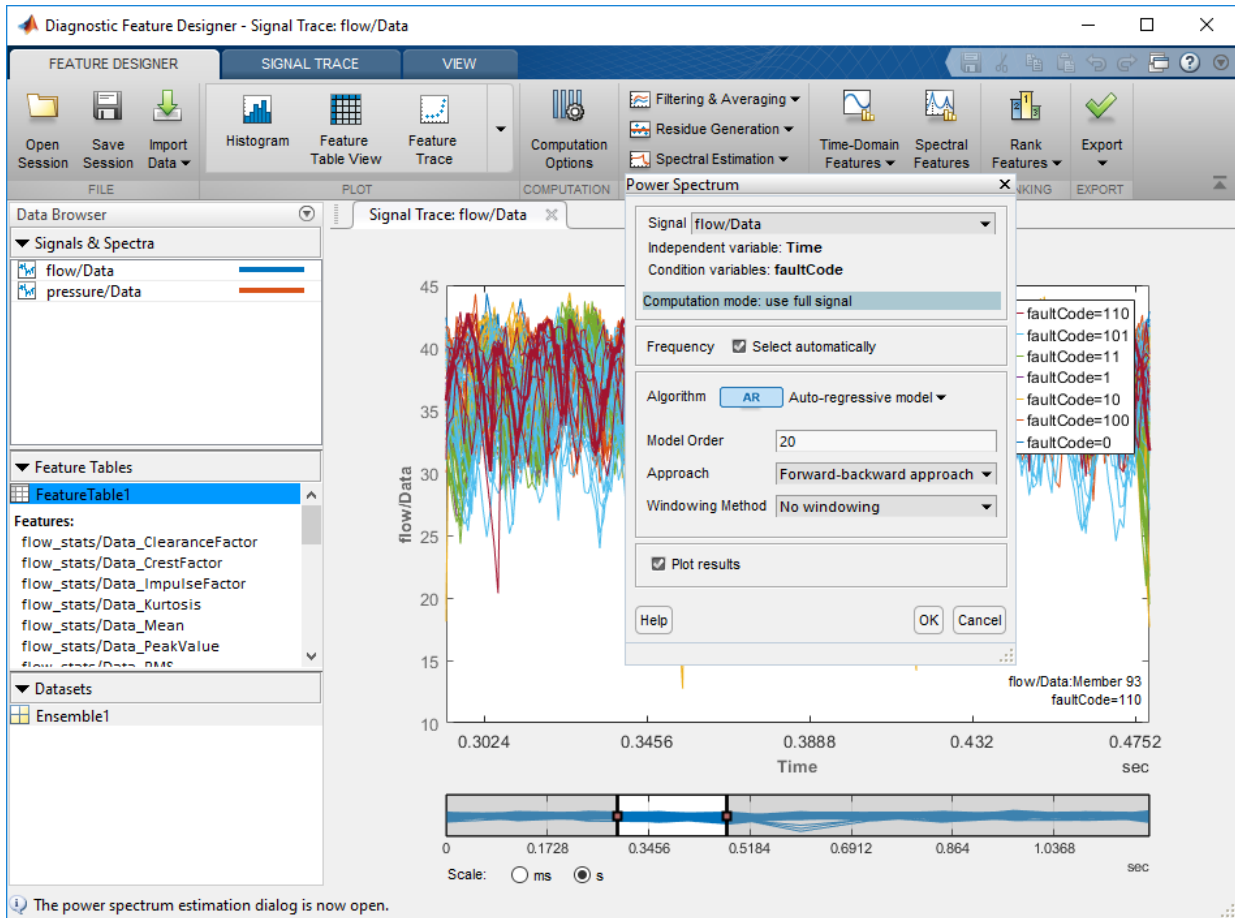 Diagnostic Feature Designer - Signal Trace: flow/Data
FEATURE DESIGNER
SIGNAL TRACE
VIEW
Open Session
Save Session
Import Data
FILE
Histogram
Feature Table View
Feature Trace
PLOT
Computation Options
COMPUTATION
Filtering & Averaging
Residue Generation
Spectral Estimation
Time-Domain Features
Spectral Features
Rank Features
Export
EXPORT
Data Browser
Signals & Spectra
flow/Data
pressure/Data
Feature Tables
FeatureTable1
Features:
flow_stats/Data_ClearanceFactor
flow_stats/Data_CrestFactor
flow_stats/Data_ImpulseFactor
flow_stats/Data_Kurtosis
flow_stats/Data_Mean
flow_stats/Data_PeakValue
Datasets
Ensemble1
Signal Trace: flow/Data
45
40
35
30
25
20
15
10
flow/Data
0.3024
0.3456
0.3888
0.432
0.4752
Time
sec
faultCode=110
faultCode=101
faultCode=11
faultCode=1
faultCode=10
faultCode=100
faultCode=0
flow/Data:Member 93
faultCode=110
Power Spectrum
Signal flow/Data
Independent variable: Time
Condition variables: faultCode
Computation mode: use full signal
Frequency Select automatically
Algorithm AR Auto-regressive model
Model Order 20
Approach Forward-backward approach
Windowing Method No windowing
Plot results
Help
OK
Cancel
0
0.1728
0.3456
0.5184
0.6912
0.864
1.0368
sec
Scale: ms s
The power spectrum estimation dialog is now open.